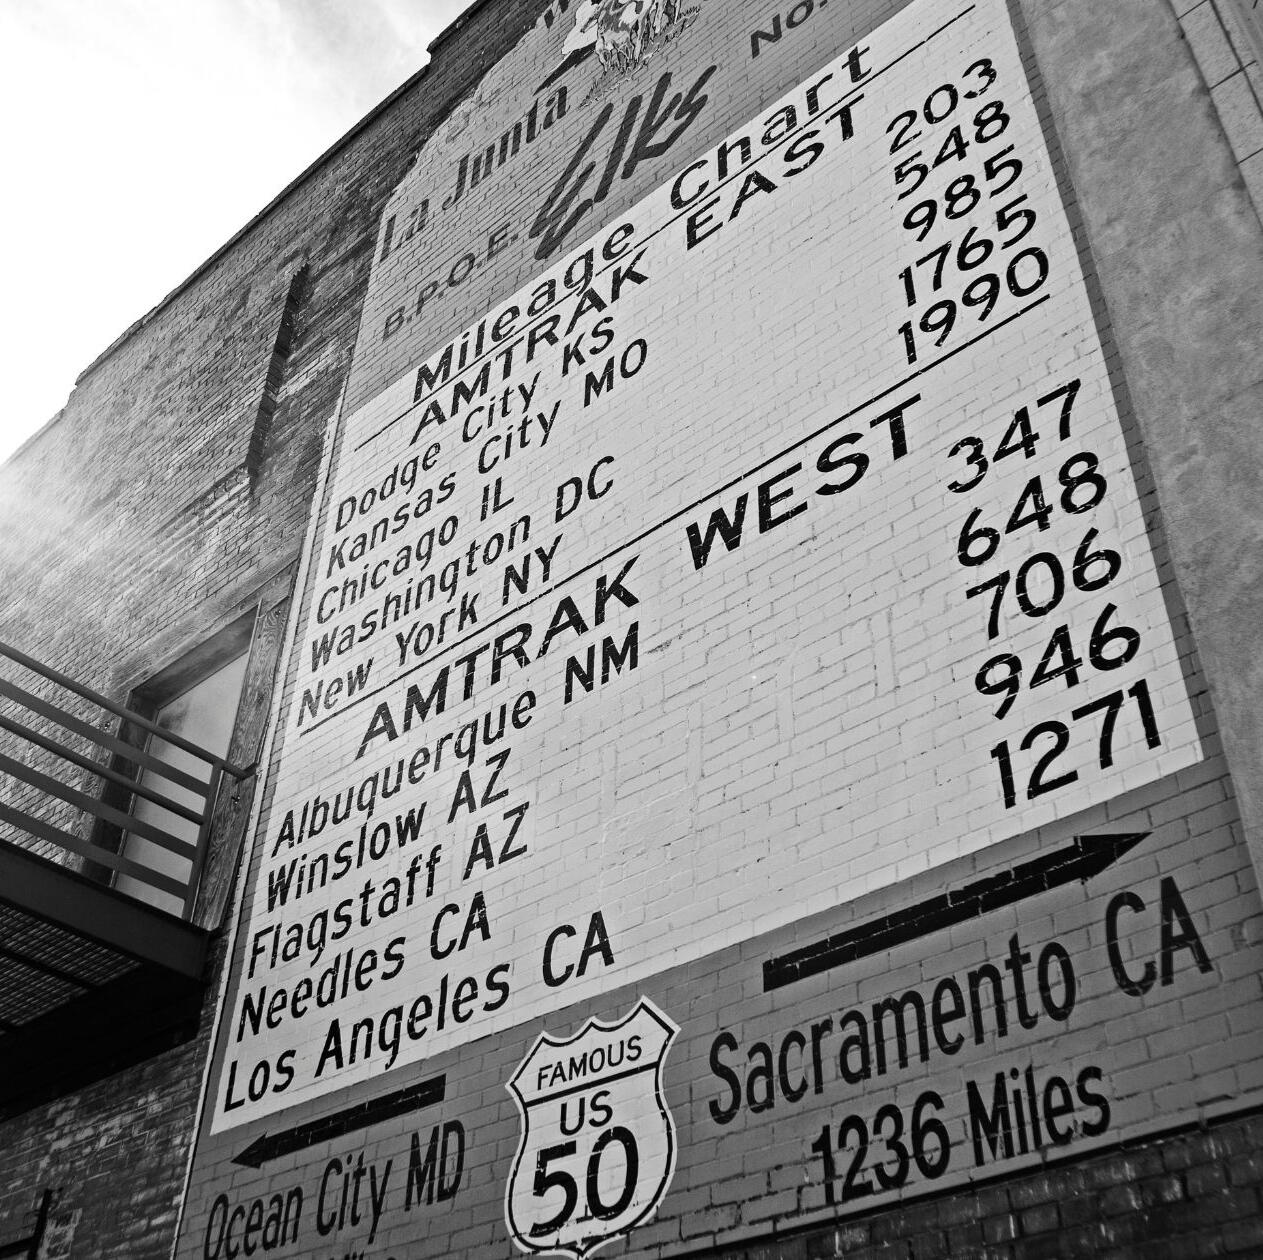 La Junta
B.P.O.E. Elks No.
Mileage Chart
AMTRAK EAST
Dodge City KS 203
Kansas City MO 548
Chicago IL 985
Washington DC 1765
New York NY 1990
AMTRAK WEST
Albuquerque NM 347
Winslow AZ 648
Flagstaff AZ 706
Needles CA 946
Los Angeles CA 1271
Ocean City MD
FAMOUS
US
50
Sacramento CA
1236 Miles